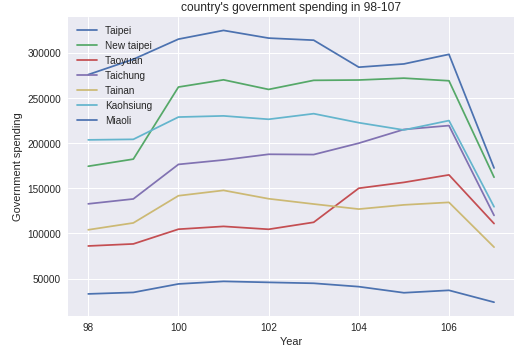 country's government spending in 98-107
Taipei
New taipei
Taoyuan
Taichung
Tainan
Kaohsiung
Miaoli
300000
250000
200000
150000
100000
50000
Government spending
98
100
102
104
106
Year